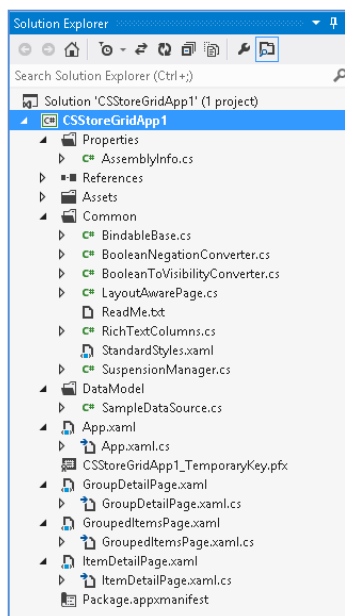 Solution Explorer
Search Solution Explorer (Ctrl+;)
Solution 'CSStoreGridApp1' (1 project)
C# CSStoreGridApp1
Properties
C# AssemblyInfo.cs
References
Assets
Common
C# BindableBase.cs
C# BooleanNegationConverter.cs
C# BooleanToVisibilityConverter.cs
C# LayoutAwarePage.cs
ReadMe.txt
C# RichTextColumns.cs
StandardStyles.xaml
C# SuspensionManager.cs
DataModel
C# SampleDataSource.cs
App.xaml
App.xaml.cs
CSStoreGridApp1_TemporaryKey.pfx
GroupDetailPage.xaml
GroupDetailPage.xaml.cs
GroupedItemsPage.xaml
GroupedItemsPage.xaml.cs
ItemDetailPage.xaml
ItemDetailPage.xaml.cs
Package.appxmanifest